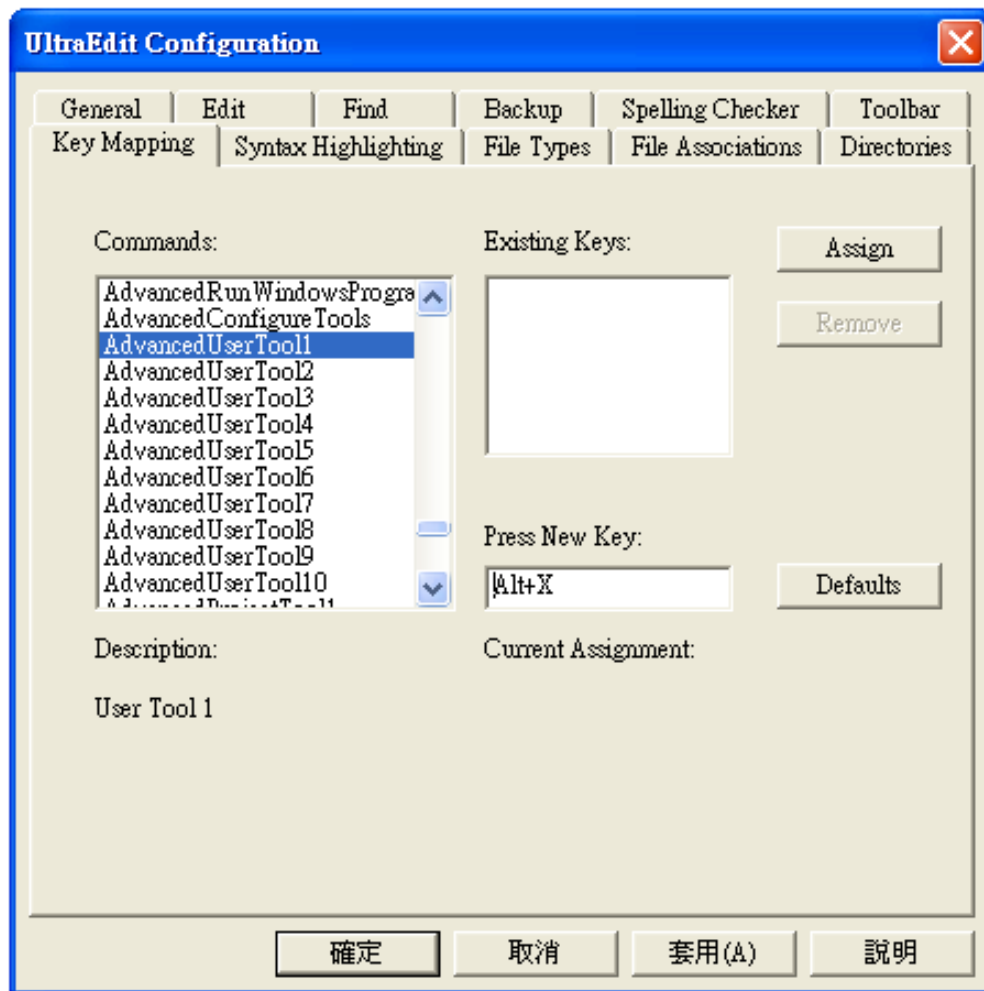 UltraEdit Configuration
General Edit Find Backup Spelling Checker Toolbar
Key Mapping Syntax Highlighting File Types File Associations Directories
Commands:
AdvancedRunWindowsProgra
AdvancedConfigureTools
AdvancedUserTool1
AdvancedUserTool2
AdvancedUserTool3
AdvancedUserTool4
AdvancedUserTool5
AdvancedUserTool6
AdvancedUserTool7
AdvancedUserTool8
AdvancedUserTool9
AdvancedUserTool10
AdvancedProjectTool1
Description:
User Tool 1
Existing Keys:
Press New Key:
Alt+X
Current Assignment:
Assign
Remove
Defaults
確定 取消 套用(A) 說明